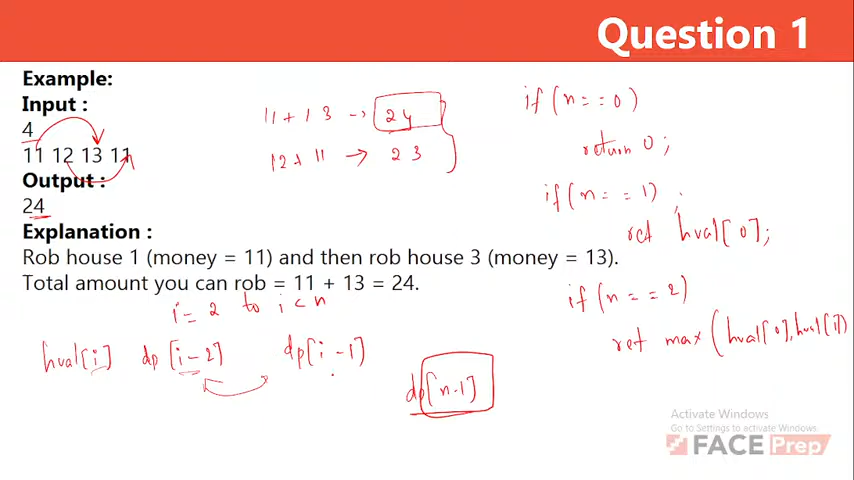 Question 1
Example:
Input :
4
11 12 13 11
Output :
24
Explanation :
Rob house 1 (money = 11) and then rob house 3 (money = 13).
Total amount you can rob = 11 + 13 = 24.
11 + 13 → 24
12 + 11 → 23
if (n == 0)
return 0;
if (n == 1) ;
ret hval[0];
if (n == 2)
ret max (hval[0], hval[1])
i = 2 to i < n
hval[i] dp[i-2] dp[i-1]
dp[n-1]
Activate Windows
Go to Settings to activate Windows.
FACE Prep